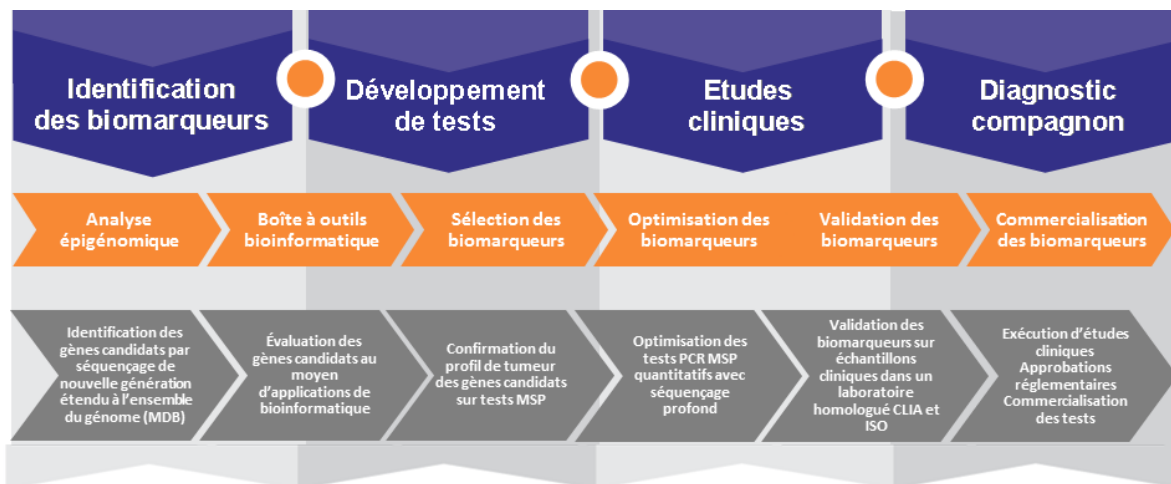 Identification
des biomarqueurs
Développement
de tests
Etudes
cliniques
Diagnostic
compagnon
Analyse
épigénomique
Boîte à outils
bioinformatique
Sélection des
biomarqueurs
Optimisation des
biomarqueurs
Validation des
biomarqueurs
Commercialisation
des biomarqueurs
Identification des
gènes candidats par
séquençage de
nouvelle génération
étendu à l'ensemble
du génome (MDB)
Évaluation des
gènes candidats au
moyen
d'applications de
bioinformatique
Confirmation du
profil de tumeur
des gènes candidats
sur tests MSP
Optimisation des
tests PCR MSP
quantitatifs avec
séquençage
profond
Validation des
biomarqueurs sur
échantillons
cliniques dans un
laboratoire
homologué CLIA et
ISO
Exécution d'études
cliniques
Approbations
réglementaires
Commercialisation
des tests